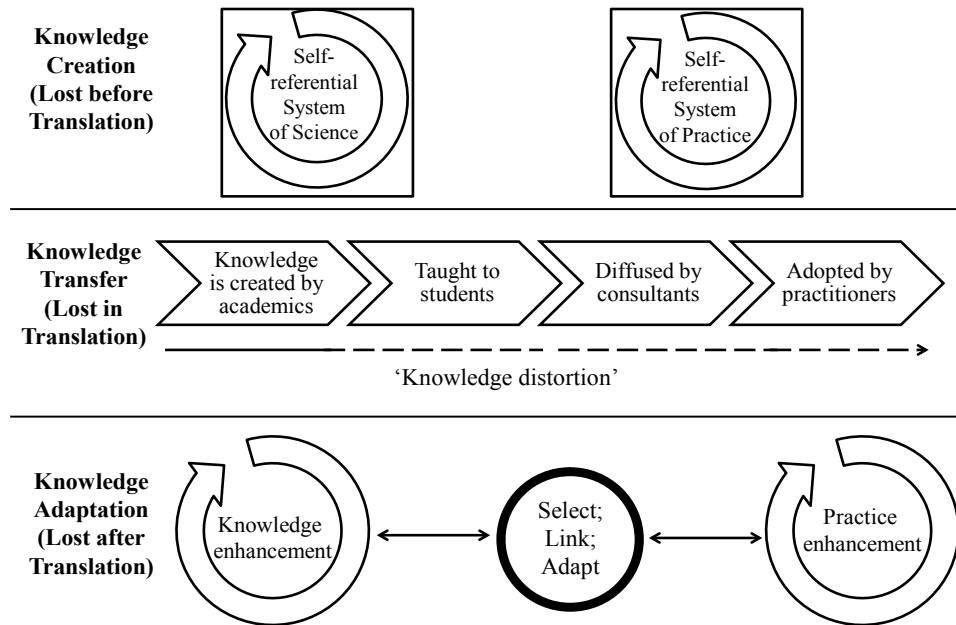 Knowledge
Creation
(Lost before
Translation)
Self-
referential
System
of Science
Self-
referential
System
of Practice
Knowledge
Transfer
(Lost in
Translation)
Knowledge
is created by
academics
Taught to
students
Diffused by
consultants
Adopted by
practitioners
‘Knowledge distortion’
Knowledge
Adaptation
(Lost after
Translation)
Knowledge
enhancement
Select;
Link;
Adapt
Practice
enhancement